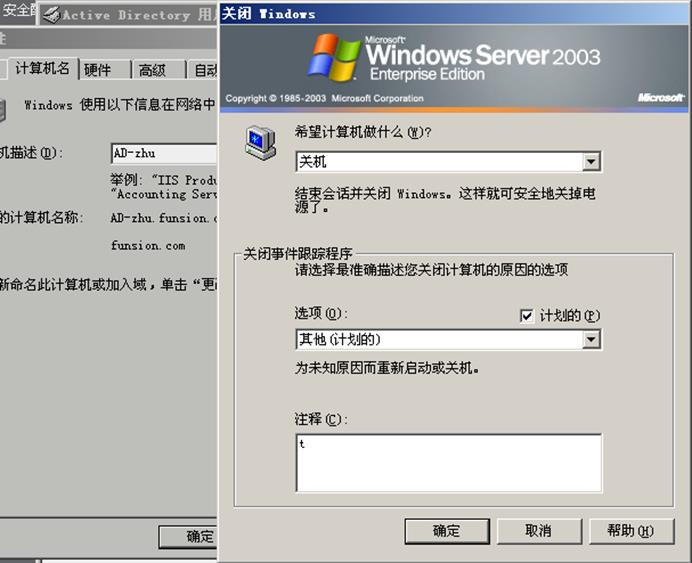 安全
Active Directory 用
计算机名
硬件
高级
自动
Windows 使用以下信息在网络中
机描述(D):
AD-zhu
举例: "IIS Produ
"Accounting Serv
的计算机名称:
AD-zhu.funsion.c
funsion.com
新命名此计算机或加入域，单击“更
确定
关闭 Windows
Microsoft
Windows Server 2003
Enterprise Edition
Copyright © 1985-2003 Microsoft Corporation
Microsoft
希望计算机做什么(W)?
关机
结束会话并关闭 Windows。这样就可安全地关掉电
源了。
关闭事件跟踪程序
请选择最准确描述您关闭计算机的原因的选项
选项(O):
计划的(P)
其他(计划的)
为未知原因而重新启动或关机。
注释(C):
t
确定
取消
帮助(H)